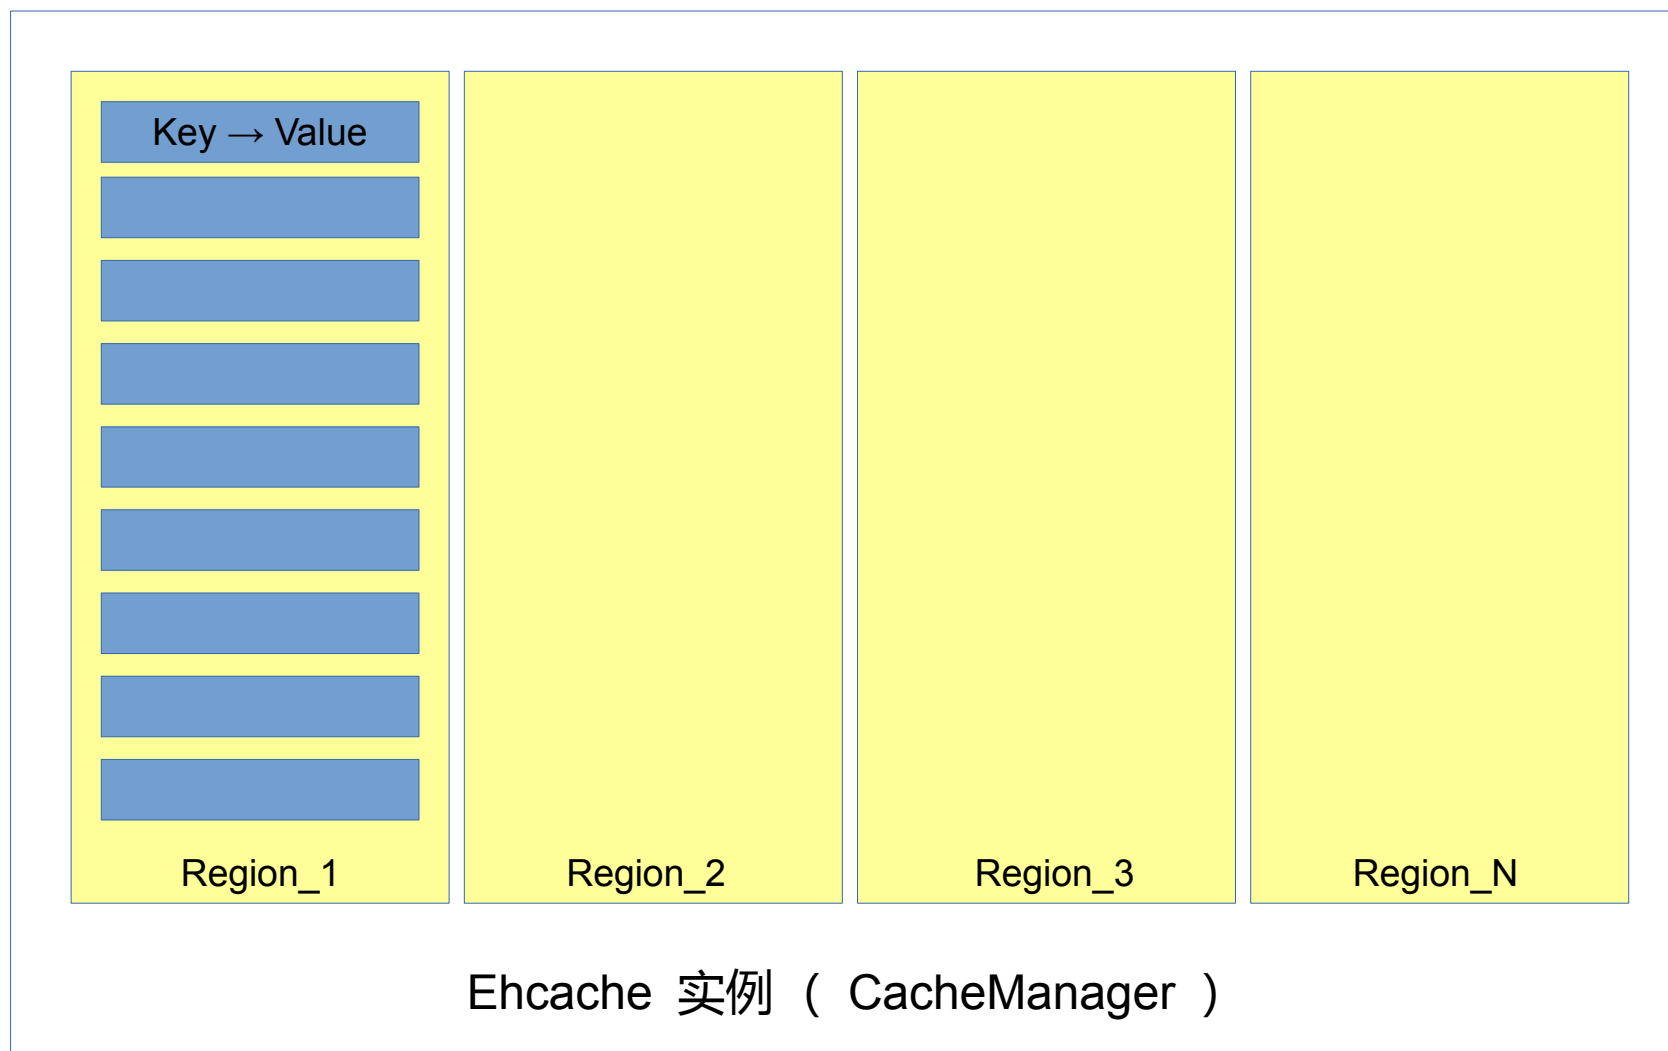 Key → Value
Region_1
Region_2
Region_3
Region_N
Ehcache 实例 ( CacheManager )